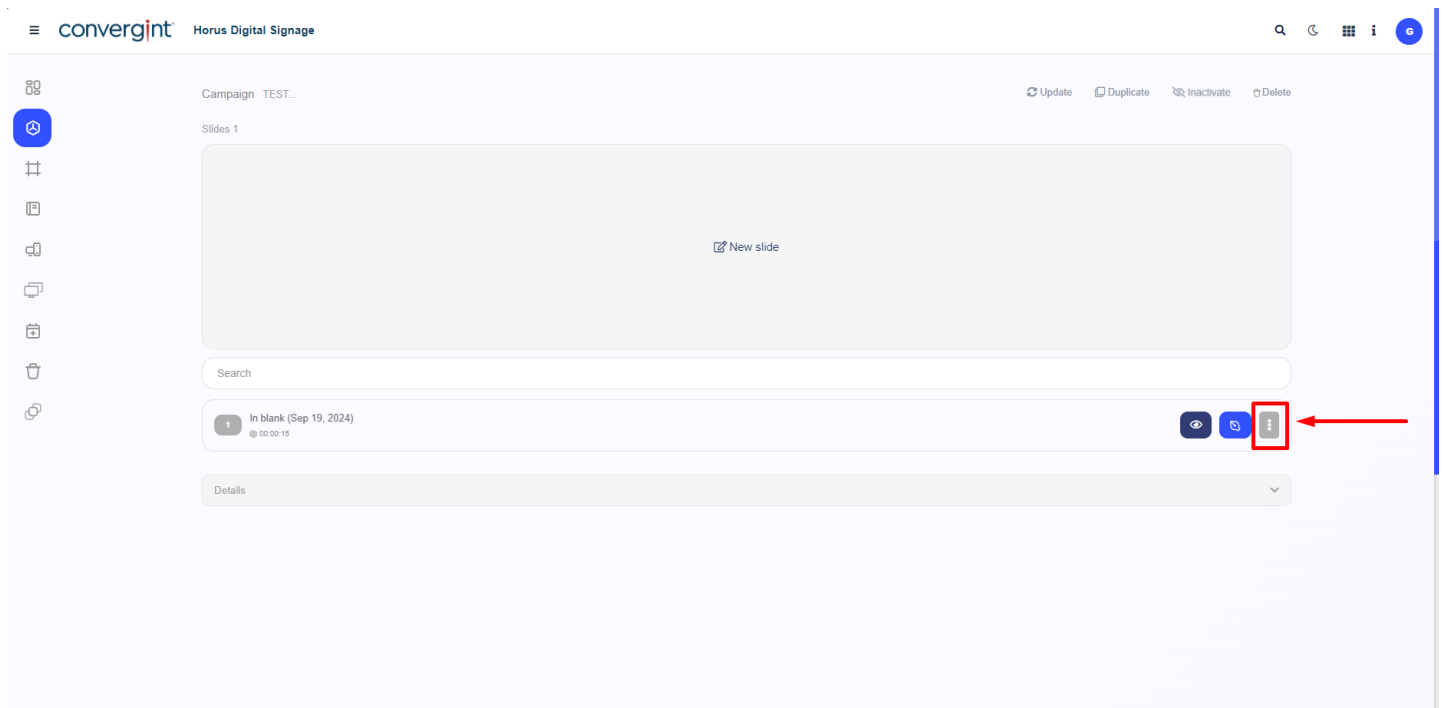 convergint Horus Digital Signage
G
Campaign TEST...
Update Duplicate Inactivate Delete
Slides 1
New slide
Search
1 In blank (Sep 19, 2024)
00:00:15
Details